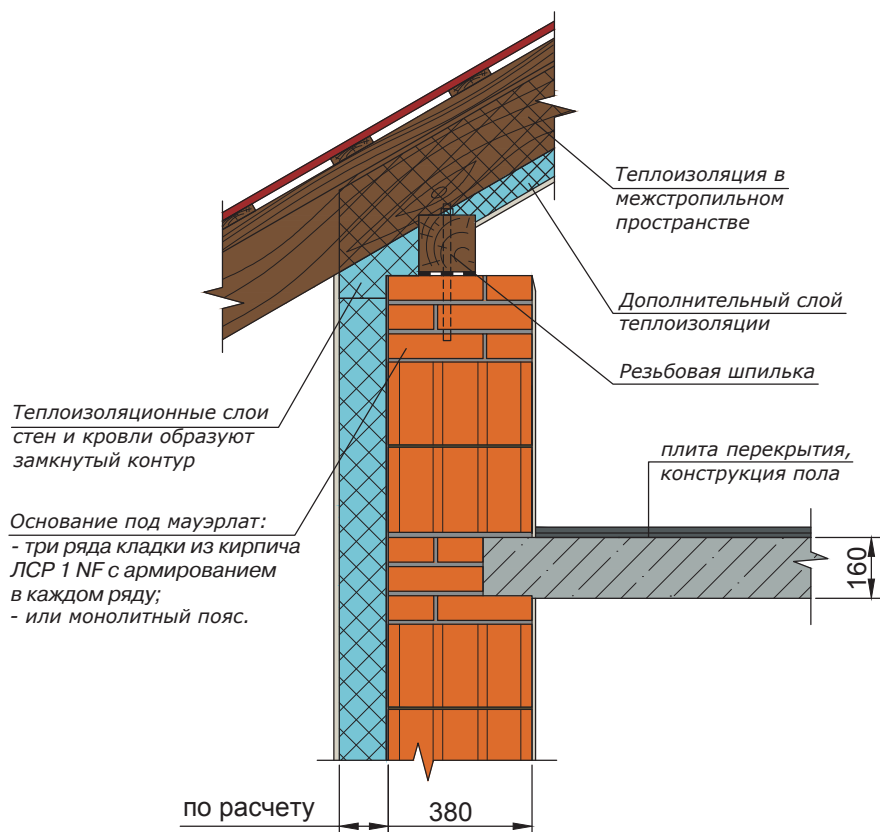 Теплоизоляция в
межстропильном
пространстве
Дополнительный слой
теплоизоляции
Резьбовая шпилька
Теплоизоляционные слои
стен и кровли образуют
замкнутый контур
плита перекрытия,
конструкция пола
Основание под мауэрлат:
- три ряда кладки из кирпича
ЛСР 1 NF с армированием
в каждом ряду;
- или монолитный пояс.
160
по расчету
380